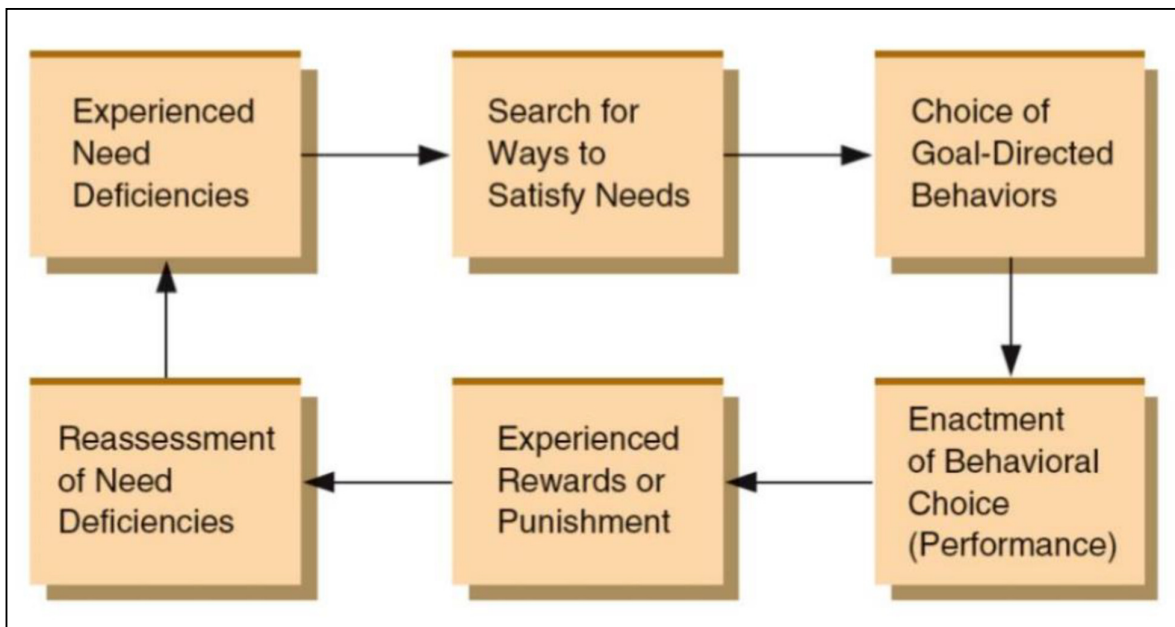 Experienced
Need
Deficiencies
Search for
Ways to
Satisfy Needs
Choice of
Goal-Directed
Behaviors
Enactment
of Behavioral
Choice
(Performance)
Experienced
Rewards or
Punishment
Reassessment
of Need
Deficiencies